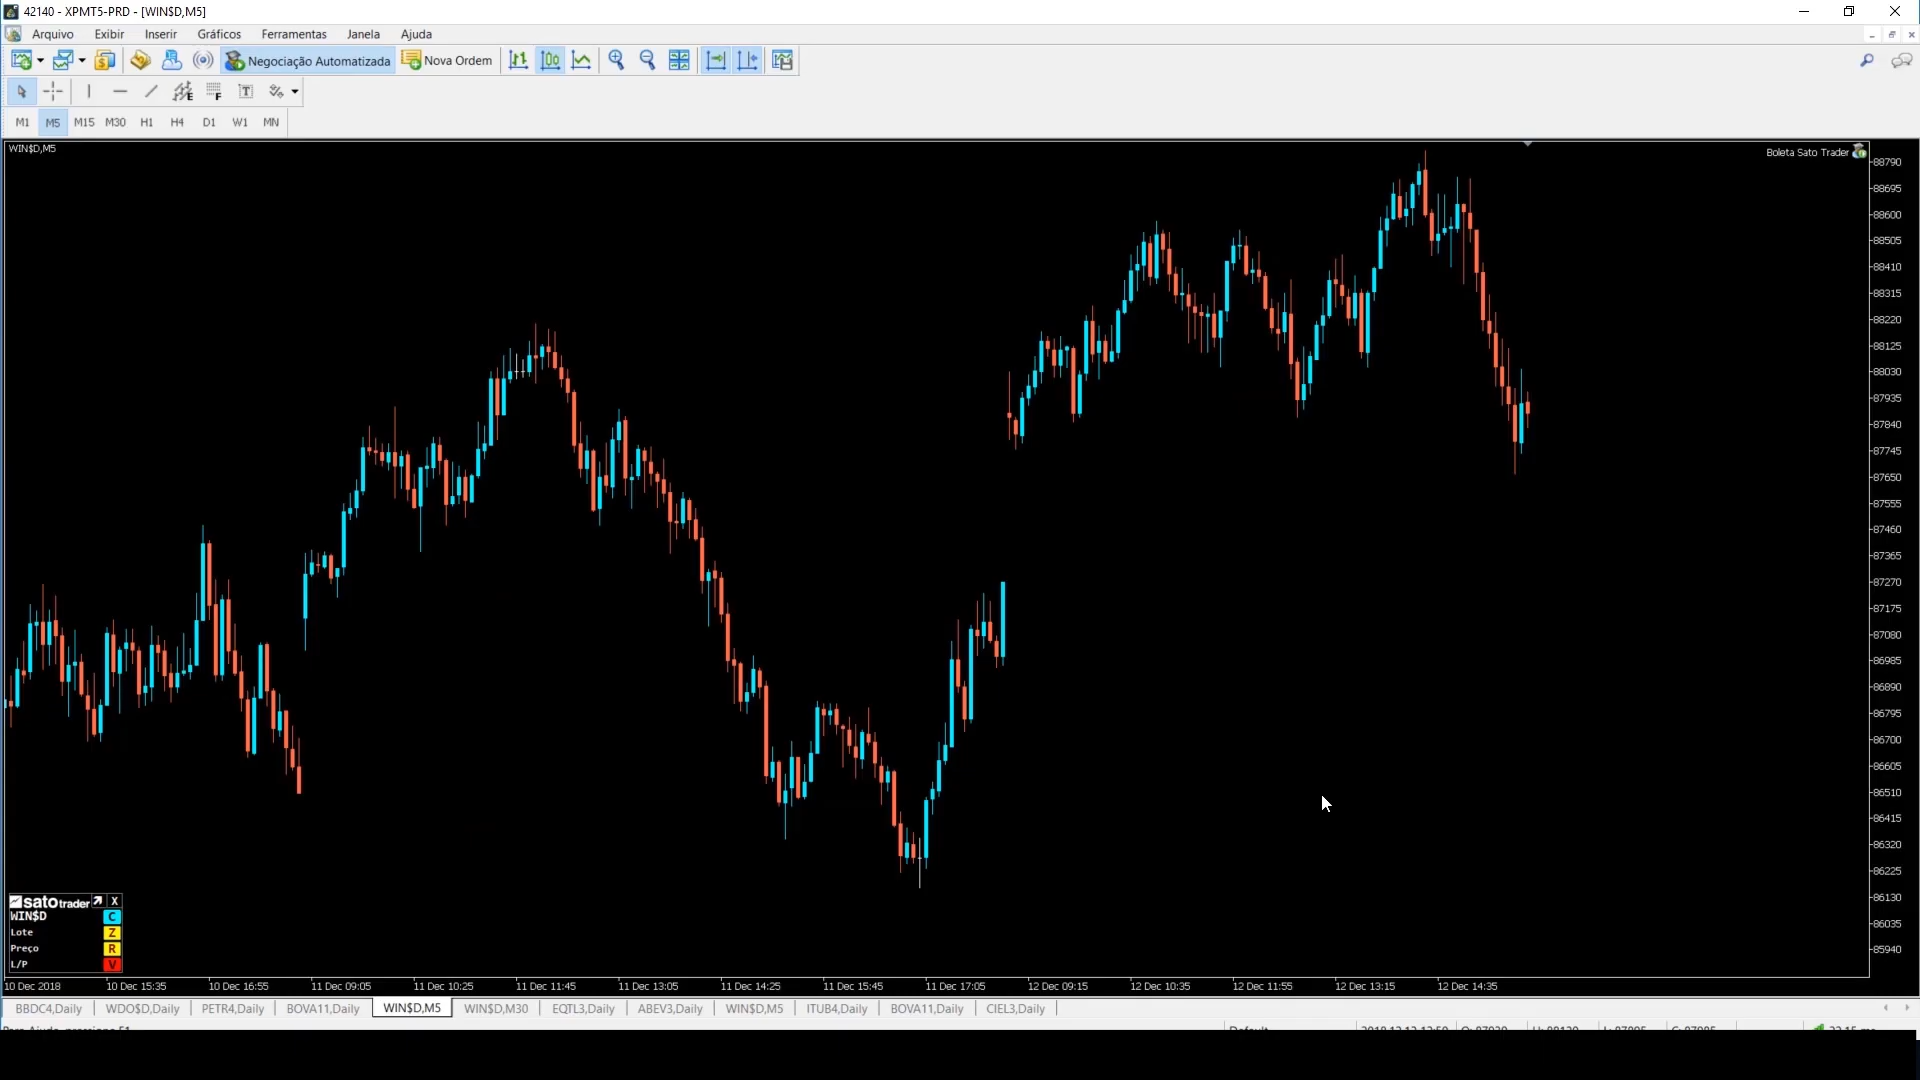 42140 - XPMT5-PRD - [WIN$D,M5]
Arquivo Exibir Inserir Gráficos Ferramentas Janela Ajuda
Negociação Automatizada Nova Ordem
E F T
M1 M5 M15 M30 H1 H4 D1 W1 MN
WIN$D,M5
Boleta Sato Trader
88790
88695
88600
88505
88410
88315
88220
88125
88030
87935
87840
87745
87650
87555
87460
87365
87270
87175
87080
86985
86890
86795
86700
86605
86510
86415
86320
86225
86130
86035
85940
satotrader X
WIN$D C
Lote Z
Preço R
L/P V
10 Dec 2018 10 Dec 15:35 10 Dec 16:55 11 Dec 09:05 11 Dec 10:25 11 Dec 11:45 11 Dec 13:05 11 Dec 14:25 11 Dec 15:45 11 Dec 17:05 12 Dec 09:15 12 Dec 10:35 12 Dec 11:55 12 Dec 13:15 12 Dec 14:35
BBDC4,Daily WDO$D,Daily PETR4,Daily BOVA11,Daily WIN$D,M5 WIN$D,M30 EQTL3,Daily ABEV3,Daily WIN$D,M5 ITUB4,Daily BOVA11,Daily CIEL3,Daily